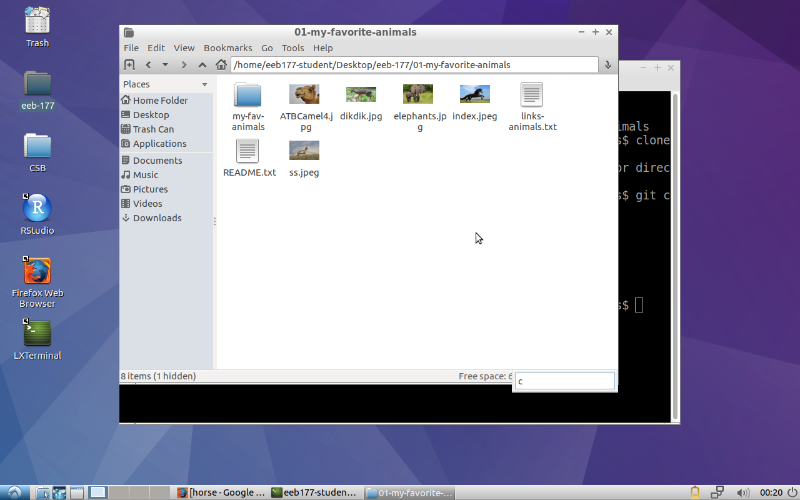 Trash
eeb-177
CSB
RStudio
Firefox Web
Browser
LXTerminal
01-my-favorite-animals
File Edit View Bookmarks Go Tools Help
/home/eeb177-student/Desktop/eeb-177/01-my-favorite-animals
Places
Home Folder
Desktop
Trash Can
Applications
Documents
Music
Pictures
Videos
Downloads
my-fav-
animals
ATBCamel4.j
pg
dikdik.jpeg
elephants.jp
g
index.jpeg
links-
animals.txt
README.txt
ss.jpeg
8 items (1 hidden)
Free space: 6
c
imals
s$ clone
or direc
s$ git c
s$
[horse - Google ...
eeb177-studen...
01-my-favorite-...
00:20